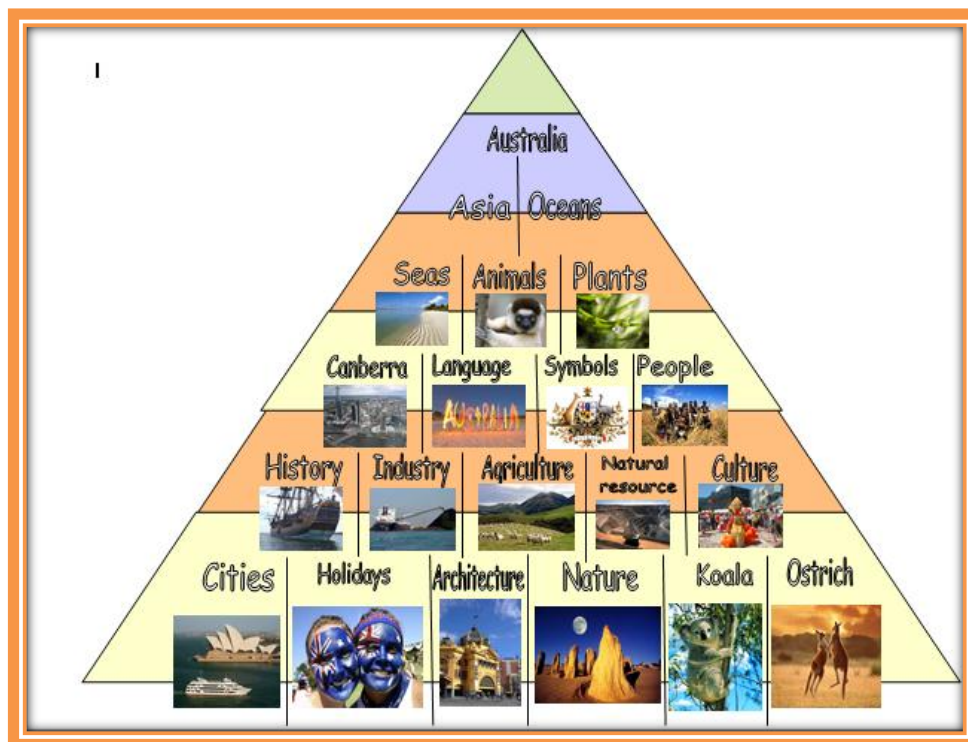 I
Australia
Asia Oceans
Seas Animals Plants
Canberra Language Symbols People
AUSTRALIA
History Industry Agriculture Natural resource Culture
Cities Holidays Architecture Nature Koala Ostrich